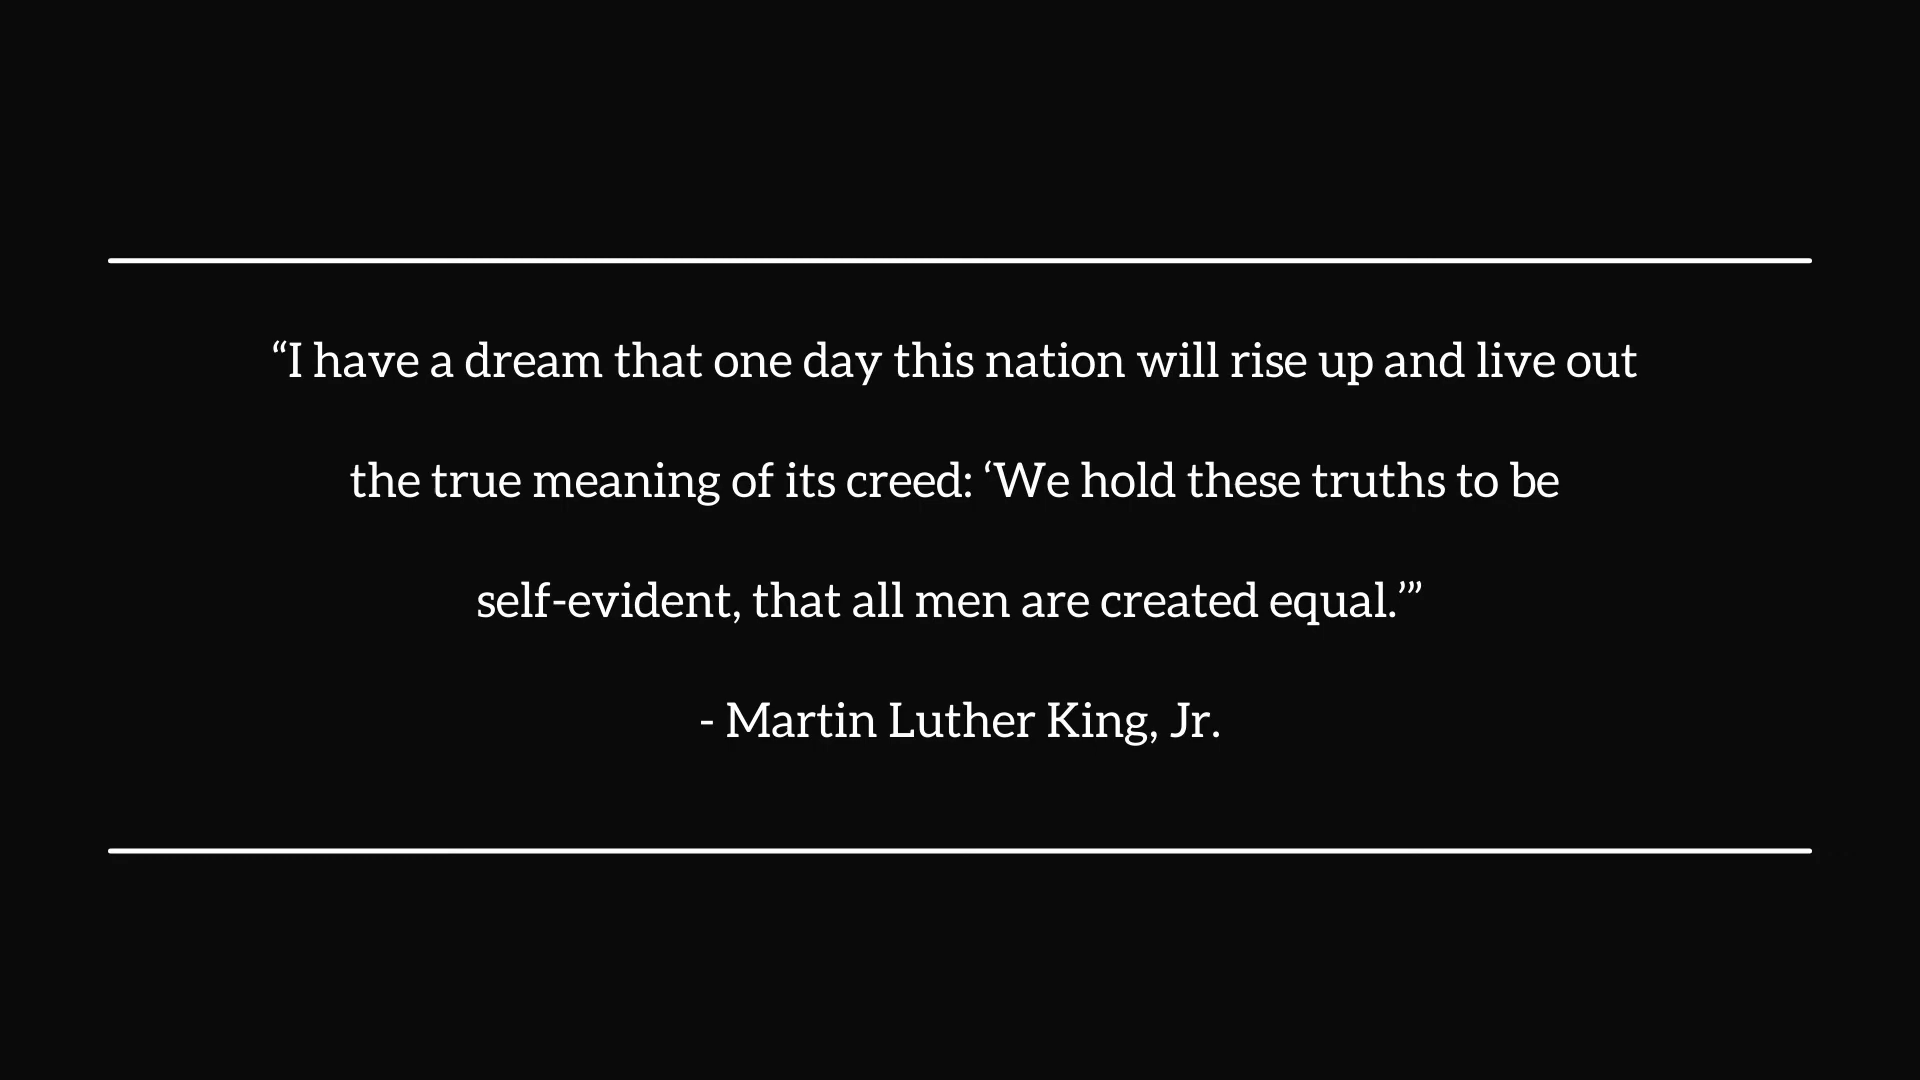 “I have a dream that one day this nation will rise up and live out
the true meaning of its creed: ‘We hold these truths to be
self-evident, that all men are created equal.’”
- Martin Luther King, Jr.